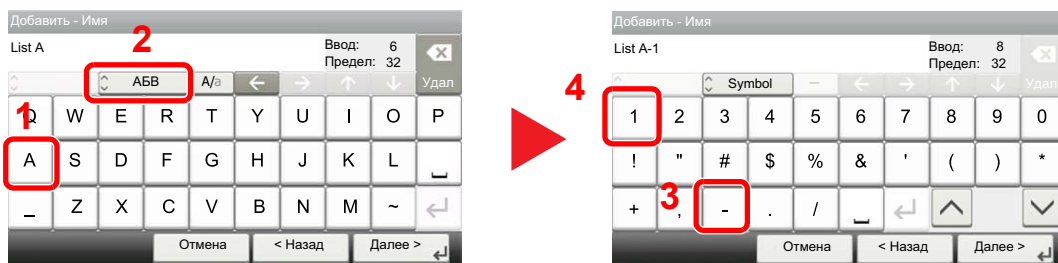 Добавить - Имя
List A
2
Ввод: 6
Предел: 32
АБВ
A/a
Удал
1
Q W E R T Y U I O P
A S D F G H J K L
_ Z X C V B N M ~
Отмена
< Назад
Далее >
Добавить - Имя
List A-1
Ввод: 8
Предел: 32
4
Symbol
Удал
1 2 3 4 5 6 7 8 9 0
! " # $ % & ' ( ) *
3
+ , - . /
Отмена
< Назад
Далее >